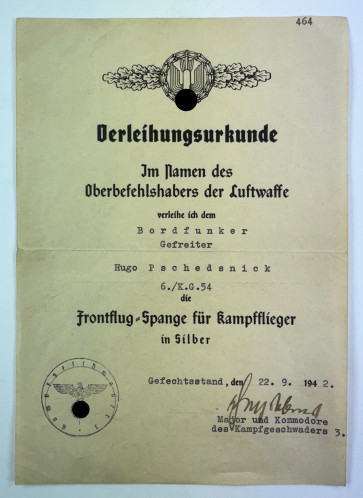 464
Verleihungsurkunde
Im Namen des
Oberbefehlshabers der Luftwaffe
verleihe ich dem
Bordfunker
Gefreiter
Hugo Pschedsnick
6./K.G.54
die
Frontflug-Spange für Kampfflieger
in Silber
Gefechtsstand, den 22.9. 1942.
Major und Kommodore
des Kampfgeschwaders 3.